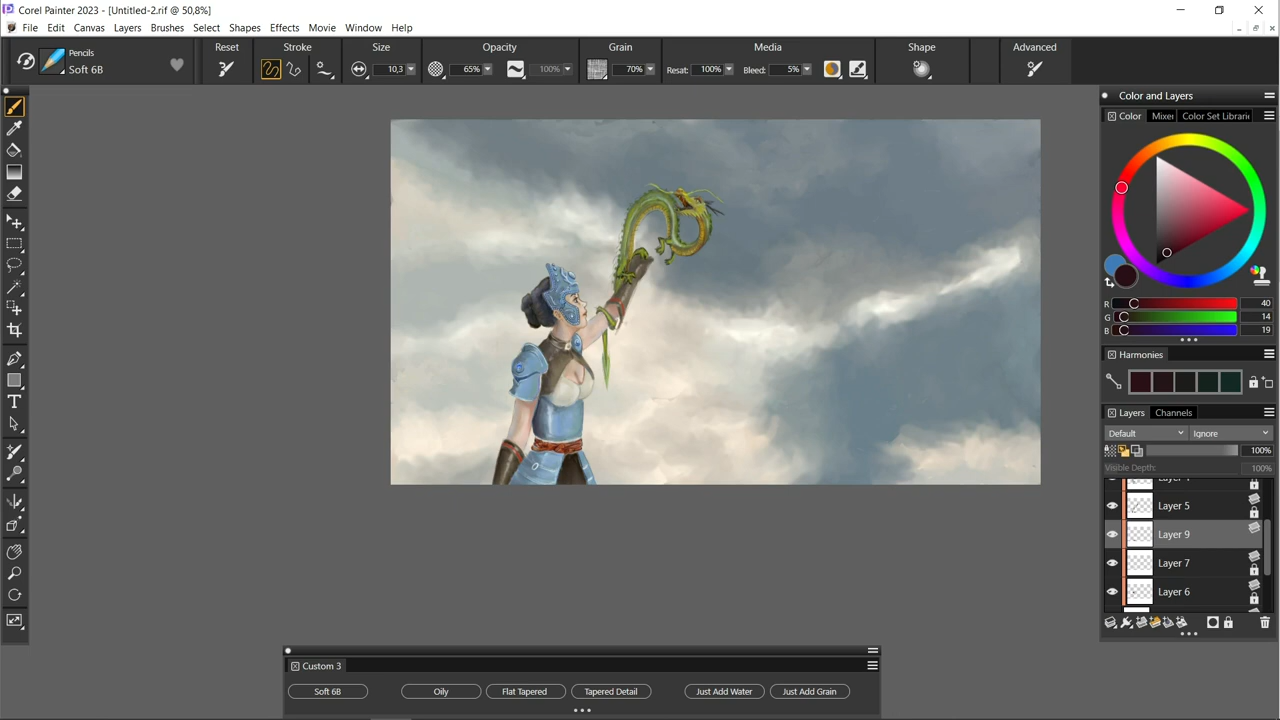 Corel Painter 2023 - [Untitled-2.rif @ 50,8%]
File Edit Canvas Layers Brushes Select Shapes Effects Movie Window Help
Pencils
Soft 6B
Reset Stroke Size Opacity Grain Media Shape Advanced
10,3 65% 100% 70% Resat: 100% Bleed: 5%
Color and Layers
Color Mixer Color Set Librari
R 40
G 14
B 19
Harmonies
Layers Channels
Default Ignore
100%
Visible Depth: 100%
Layer 5
Layer 9
Layer 7
Layer 6
Custom 3
Soft 6B Oily Flat Tapered Tapered Detail Just Add Water Just Add Grain